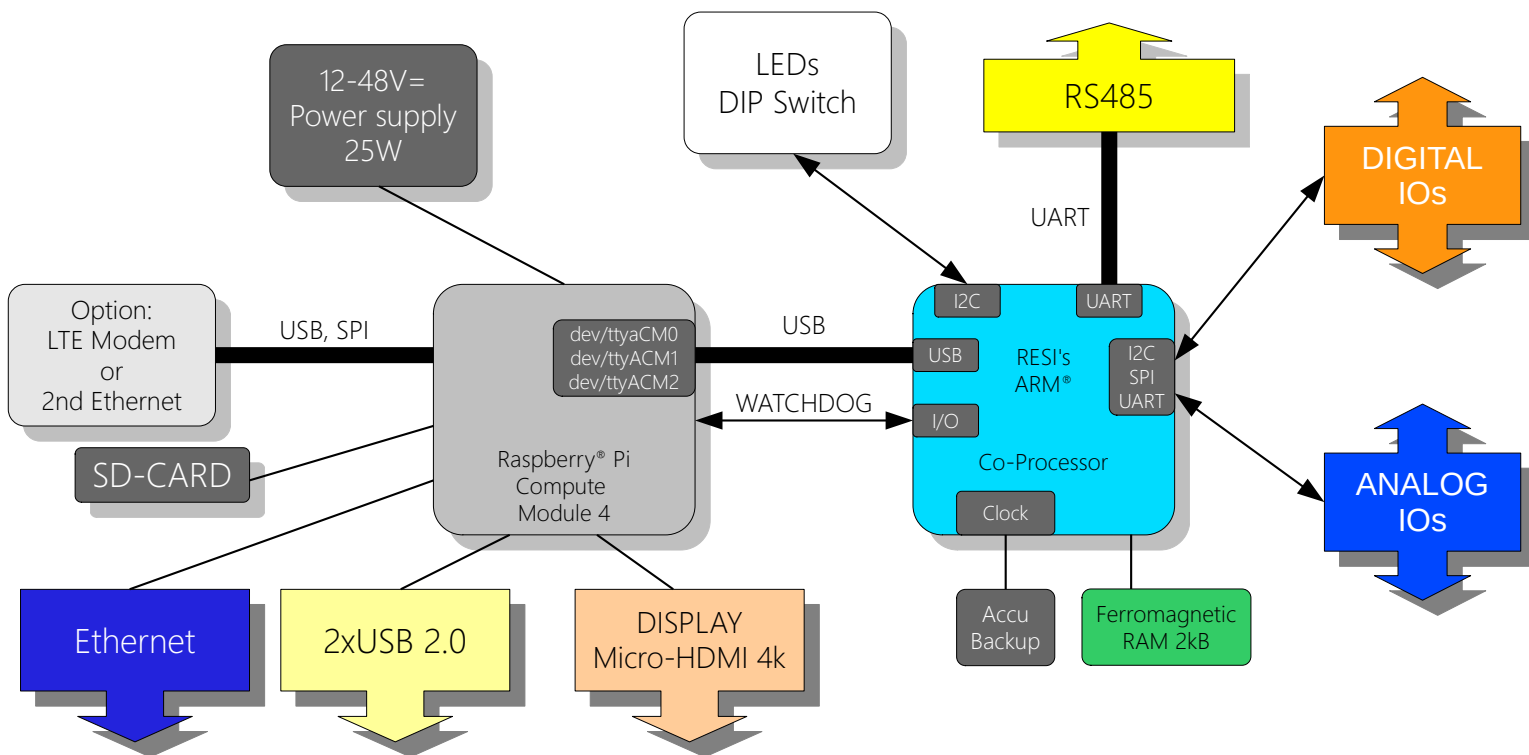 12-48V=
Power supply
25W
LEDs
DIP Switch
RS485
DIGITAL
IOs
UART
Option:
LTE Modem
or
2nd Ethernet
USB, SPI
dev/ttyaCM0
dev/ttyACM1
dev/ttyACM2
USB
I2C
UART
USB
RESI's
ARM®
I2C
SPI
UART
WATCHDOG
I/O
SD-CARD
Raspberry® Pi
Compute
Module 4
Co-Processor
ANALOG
IOs
Clock
Ethernet
2xUSB 2.0
DISPLAY
Micro-HDMI 4k
Accu
Backup
Ferromagnetic
RAM 2kB